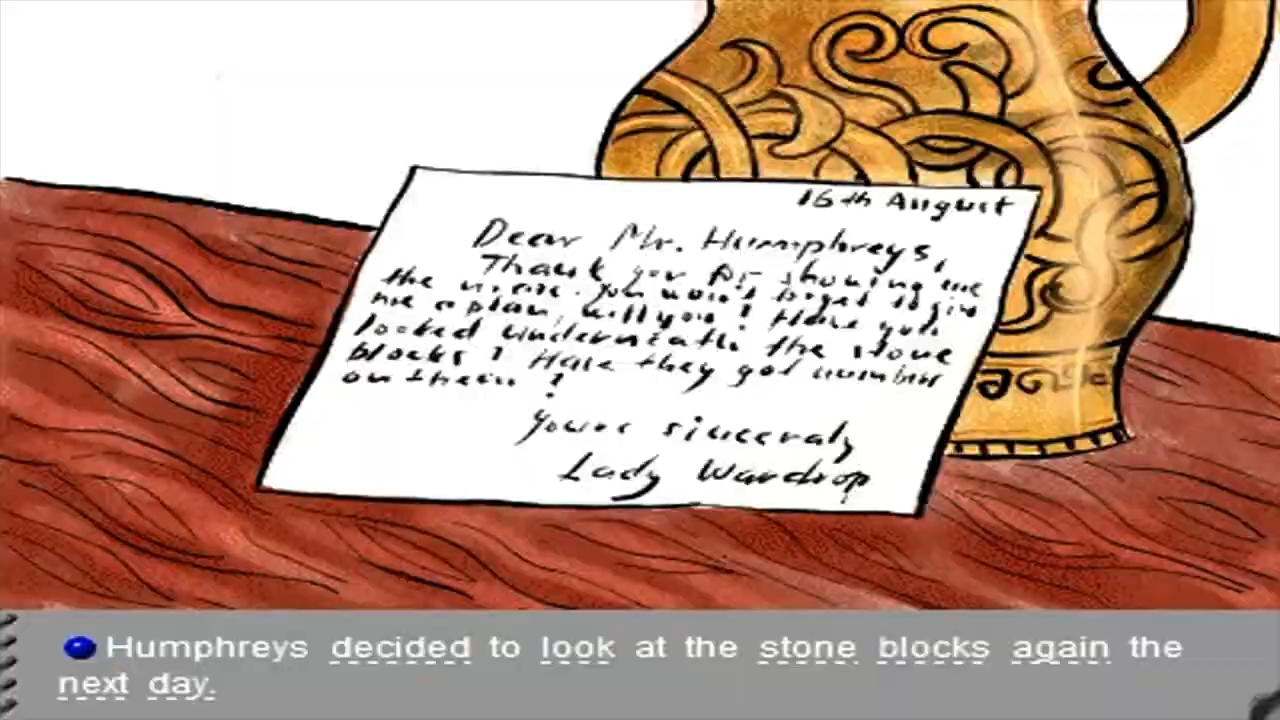 16th August
Dear Mr. Humphreys,
Thank you for showing me
the maze. You won't forget to give
me a plan, will you? Have you
looked underneath the stone
blocks? Have they got number
on them?
Yours sincerely
Lady Wardrop
Humphreys decided to look at the stone blocks again the
next day.